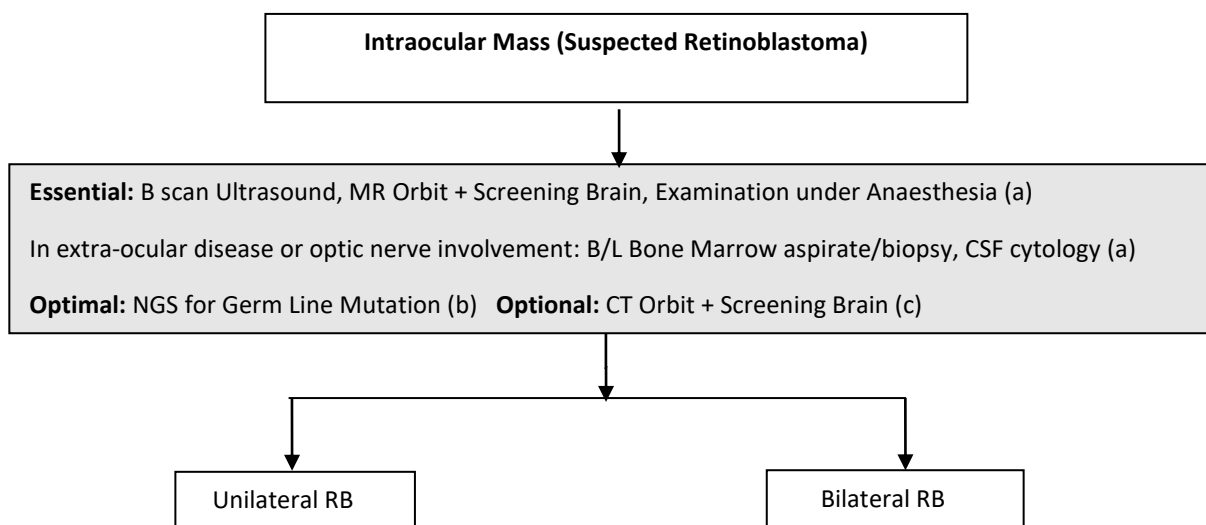 Intraocular Mass (Suspected Retinoblastoma)
Essential: B scan Ultrasound, MR Orbit + Screening Brain, Examination under Anaesthesia (a)
In extra-ocular disease or optic nerve involvement: B/L Bone Marrow aspirate/biopsy, CSF cytology (a)
Optimal: NGS for Germ Line Mutation (b) Optional: CT Orbit + Screening Brain (c)
Unilateral RB
Bilateral RB